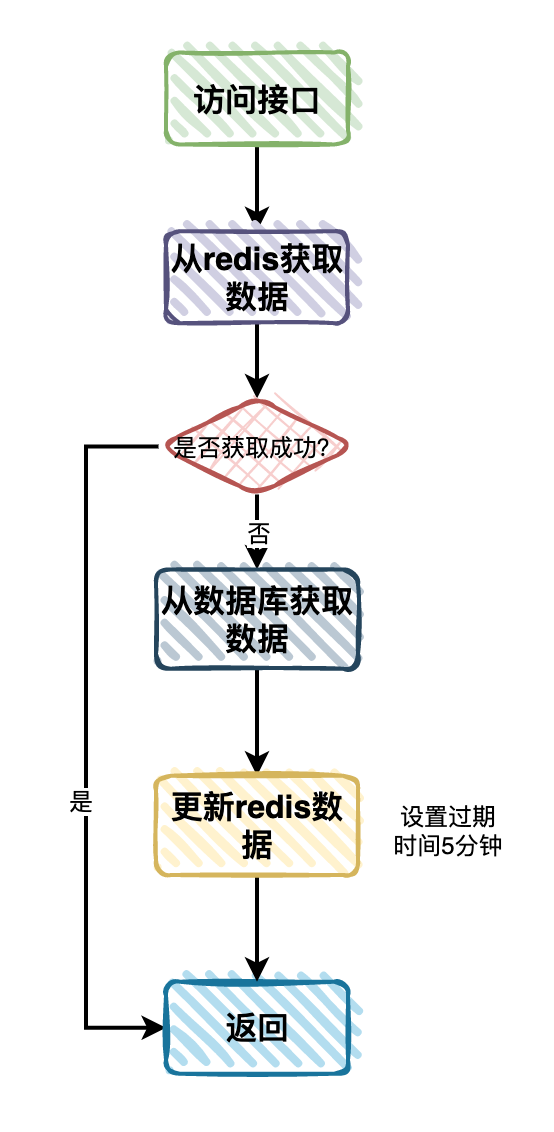 访问接口
从redis获取
数据
是否获取成功?
否
从数据库获取
数据
是
更新redis数
据
设置过期
时间5分钟
返回